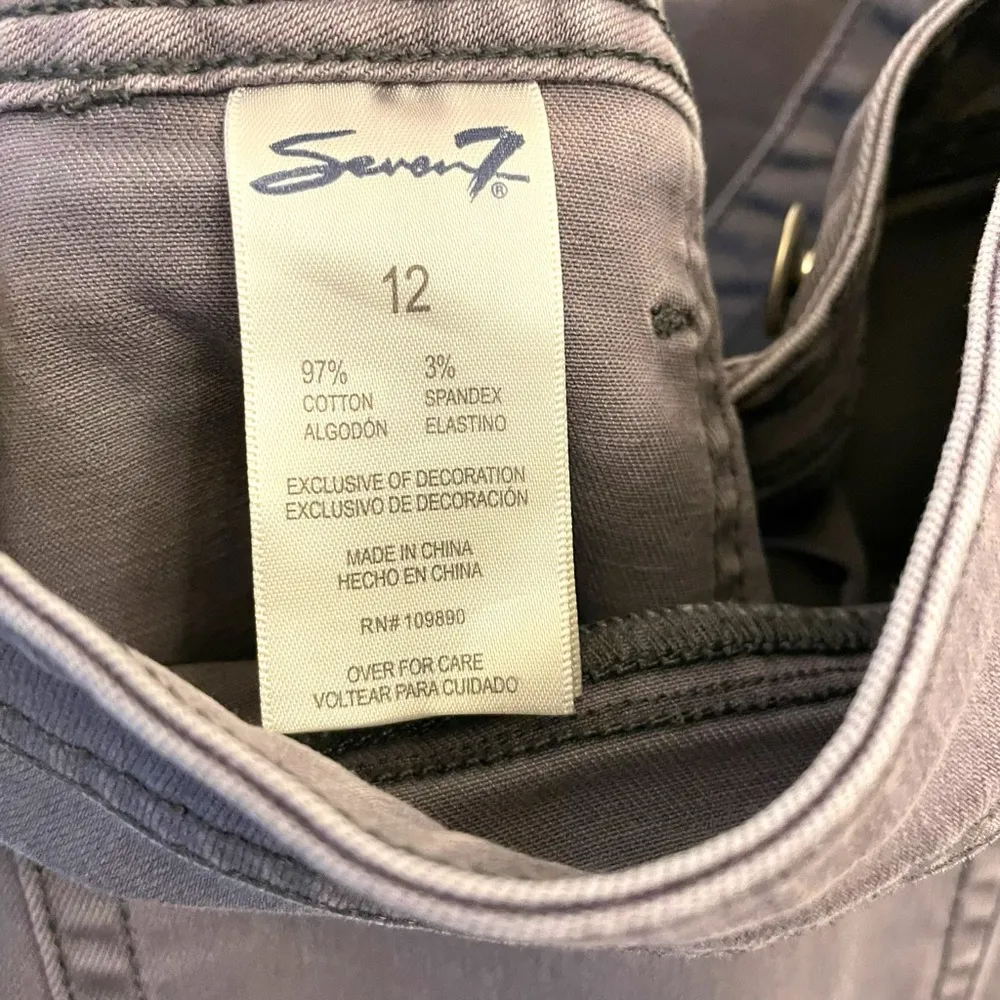 Seven7®
12
97% 3%
COTTON SPANDEX
ALGODÓN ELASTINO
EXCLUSIVE OF DECORATION
EXCLUSIVO DE DECORACIÓN
MADE IN CHINA
HECHO EN CHINA
RN# 109890
OVER FOR CARE
VOLTEAR PARA CUIDADO